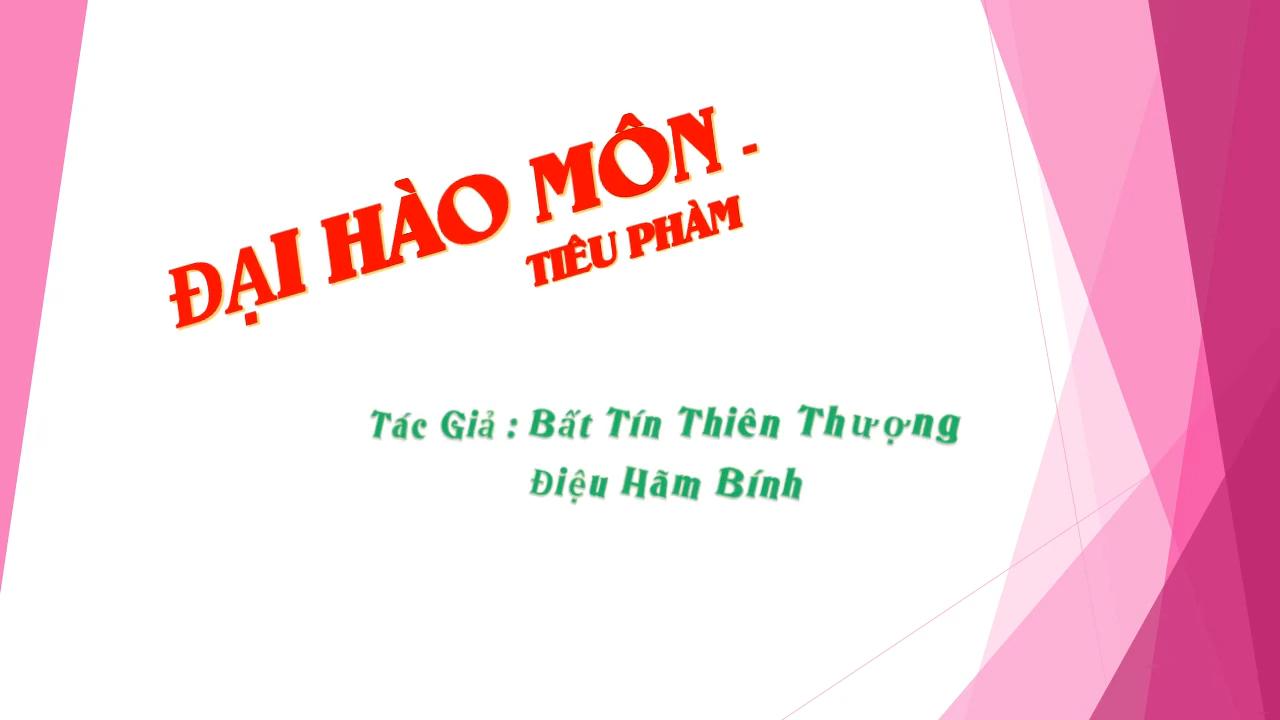 ĐẠI HÀO MÔN -
TIÊU PHÀM
Tác Giả : Bất Tín Thiên Thượng
Điệu Hãm Bính